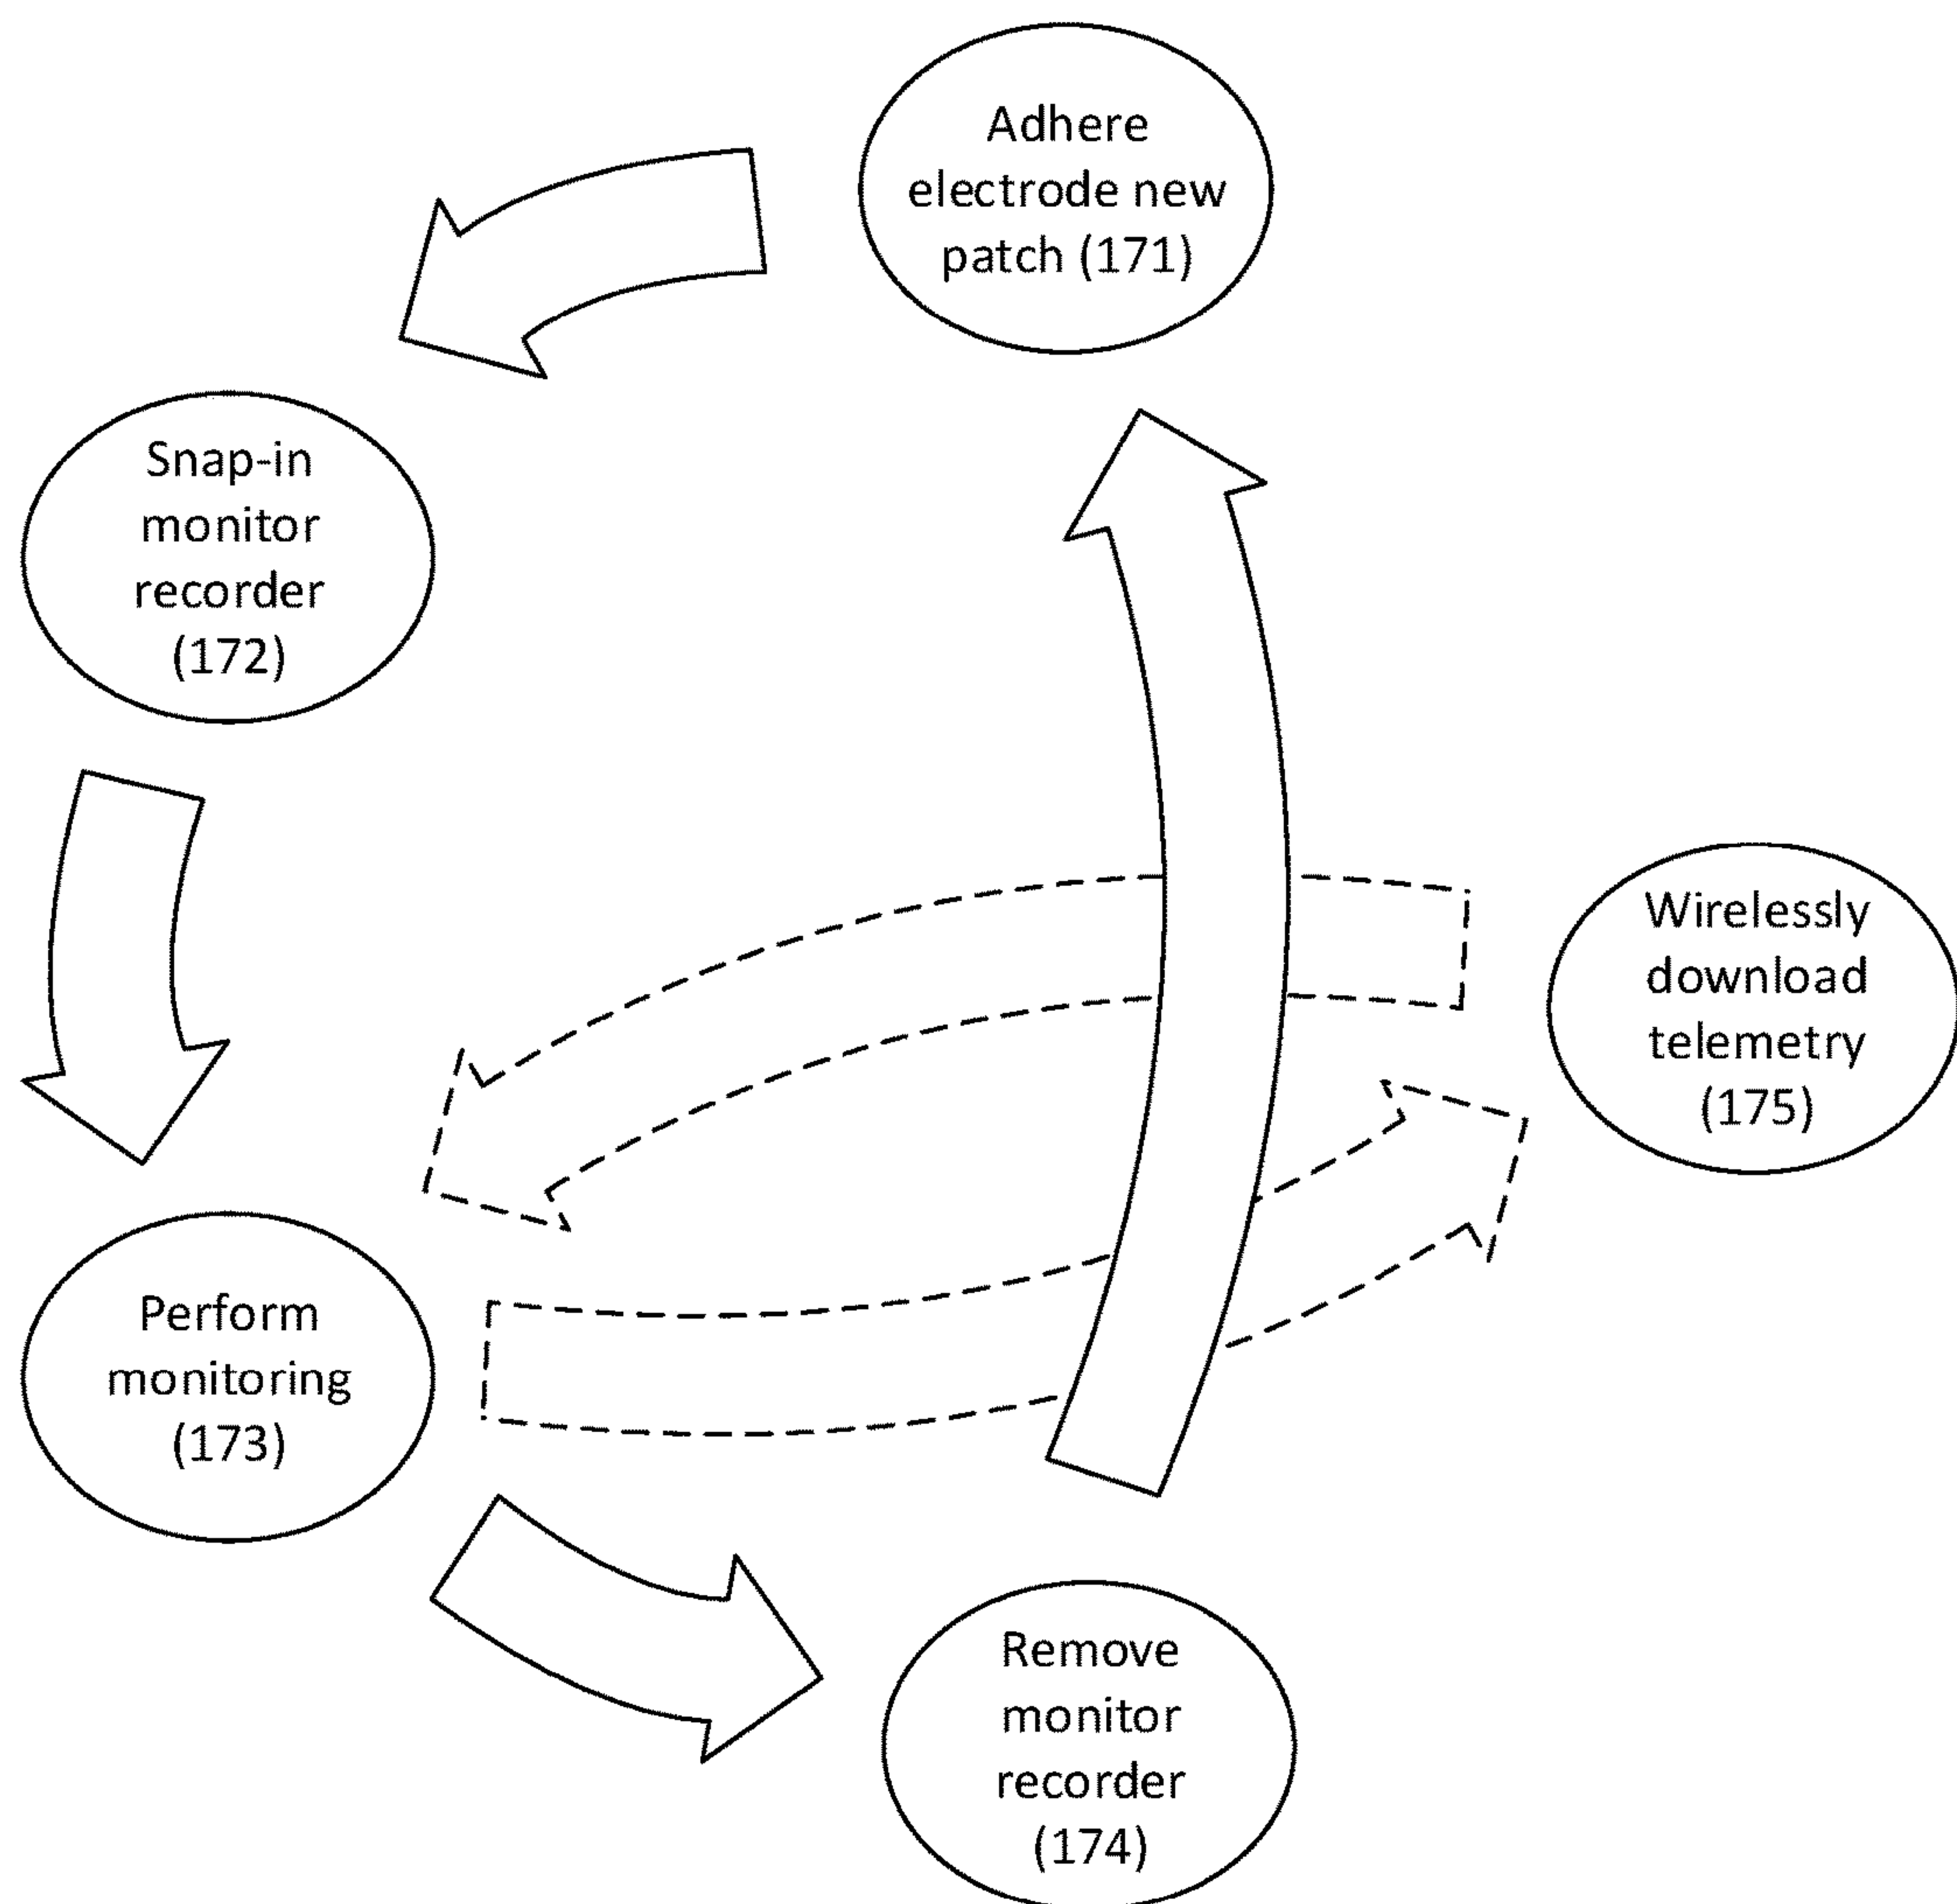 Adhere
electrode new
patch (171)
Snap-in
monitor
recorder
(172)
Wirelessly
download
telemetry
(175)
Perform
monitoring
(173)
Remove
monitor
recorder
(174)